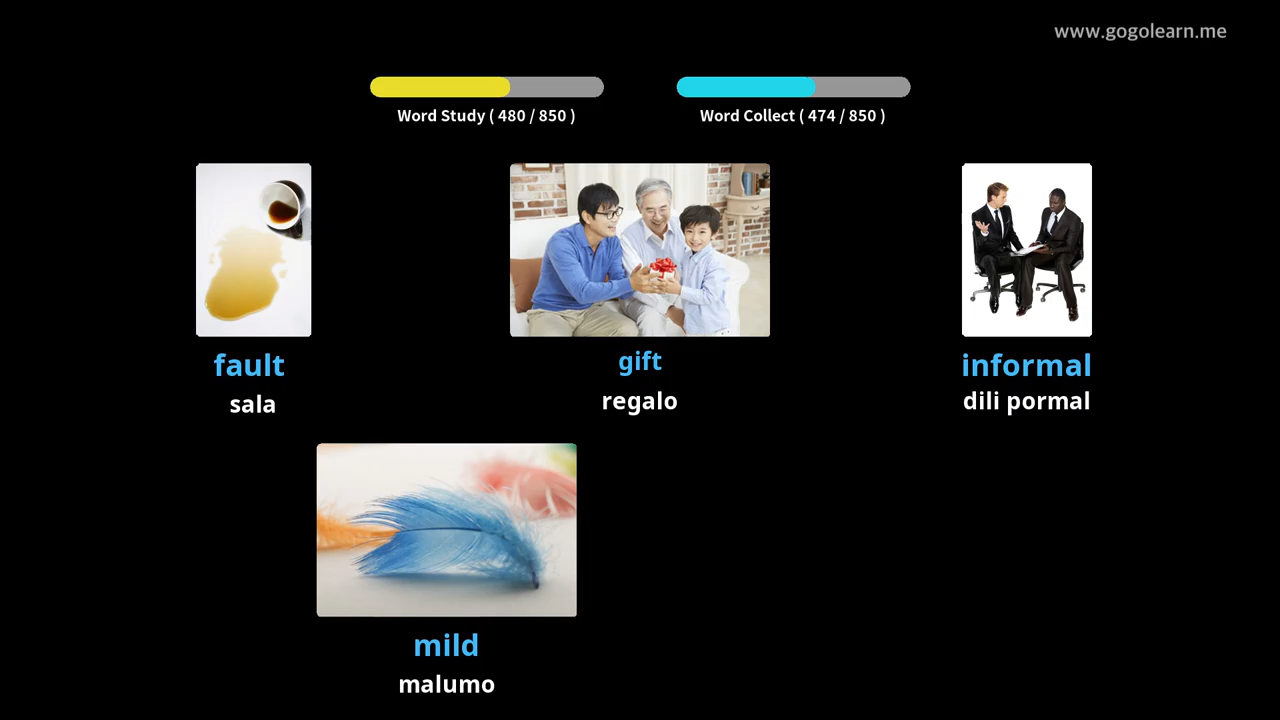 www.gogolearn.me
Word Study ( 480 / 850 )
Word Collect ( 474 / 850 )
fault
sala
gift
regalo
informal
dili pormal
mild
malumo